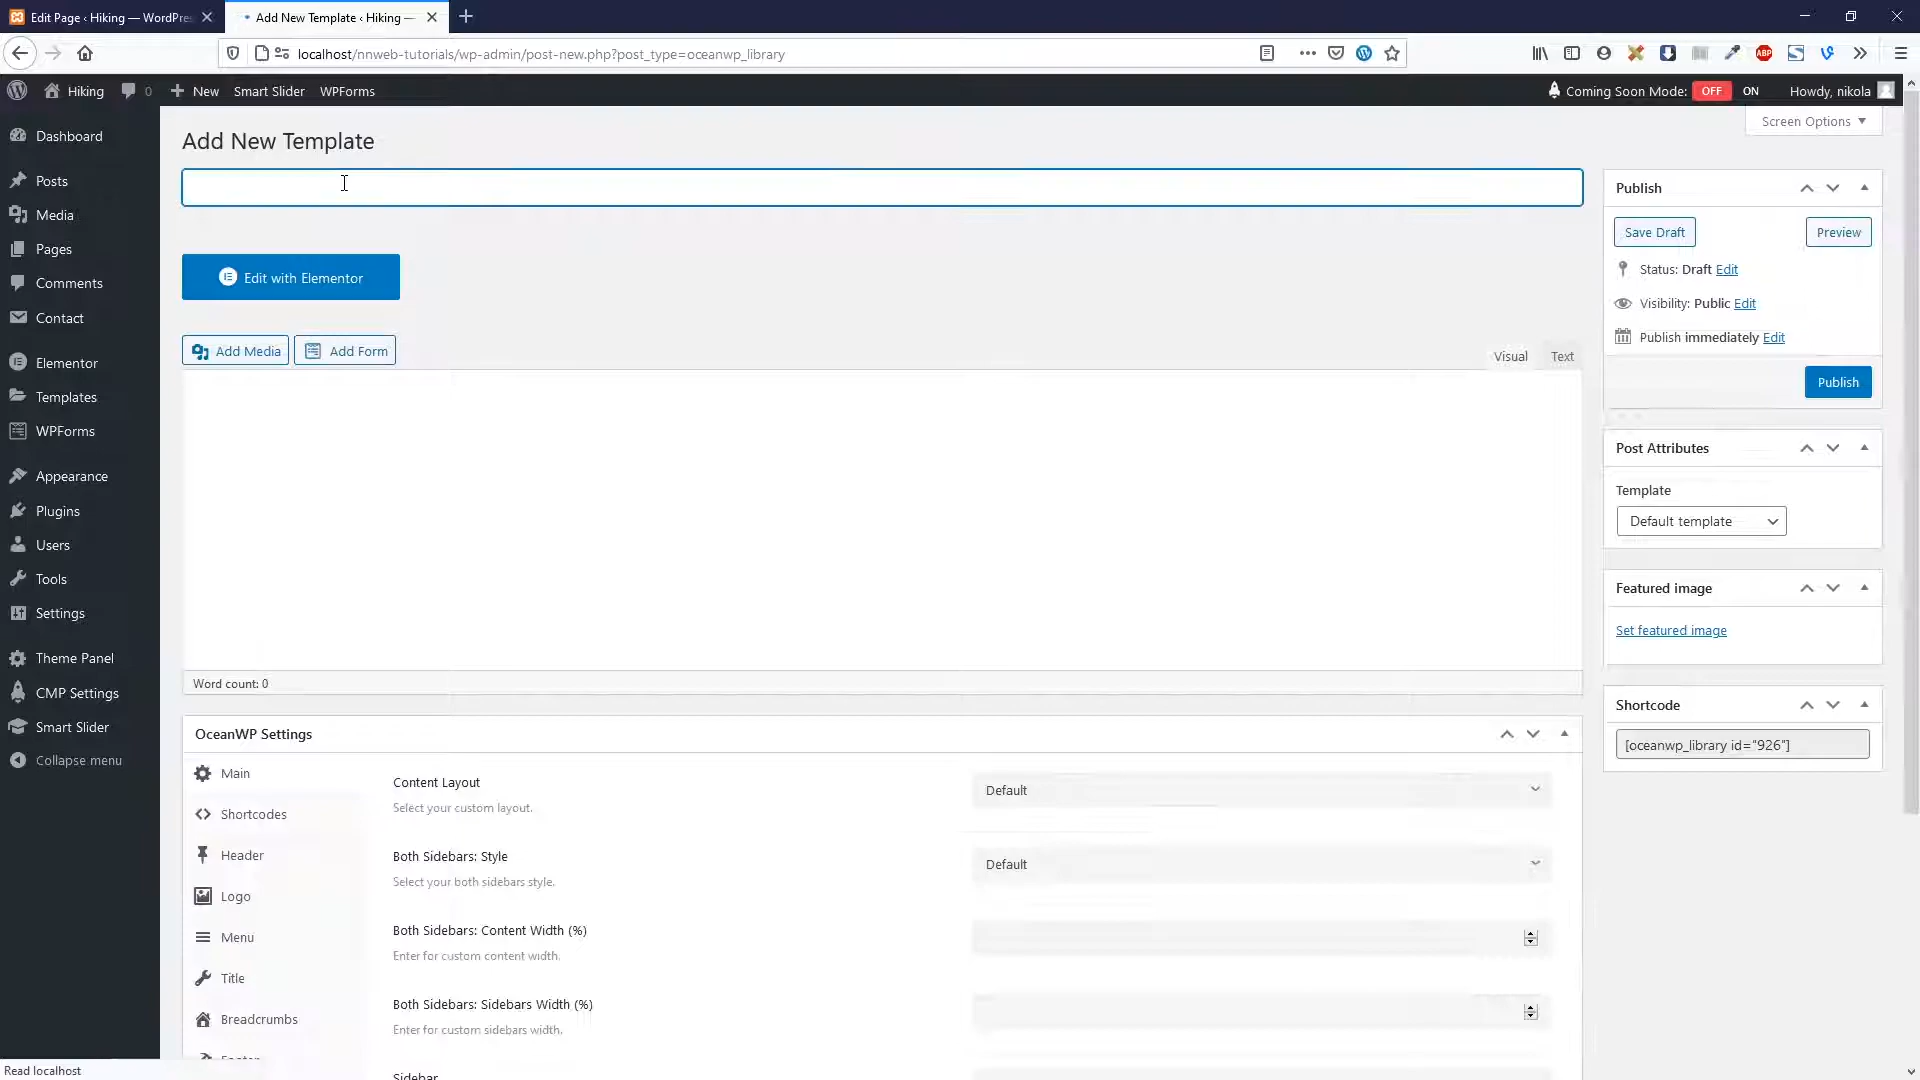 Edit Page ‹ Hiking — WordPre
Add New Template ‹ Hiking —
localhost/nnweb-tutorials/wp-admin/post-new.php?post_type=oceanwp_library
ABP
Hiking
0
New
Smart Slider
WPForms
Coming Soon Mode:
OFF
ON
Howdy, nikola
Screen Options
Dashboard
Posts
Media
Pages
Comments
Contact
Elementor
Templates
WPForms
Appearance
Plugins
Users
Tools
Settings
Theme Panel
CMP Settings
Smart Slider
Collapse menu
Add New Template
Edit with Elementor
Add Media
Add Form
Visual
Text
Word count: 0
OceanWP Settings
Main
Shortcodes
Header
Logo
Menu
Title
Breadcrumbs
Footer
Content Layout
Select your custom layout.
Default
Both Sidebars: Style
Select your both sidebars style.
Default
Both Sidebars: Content Width (%)
Enter for custom content width.
Both Sidebars: Sidebars Width (%)
Enter for custom sidebars width.
Sidebar
Publish
Save Draft
Preview
Status: Draft Edit
Visibility: Public Edit
Publish immediately Edit
Publish
Post Attributes
Template
Default template
Featured image
Set featured image
Shortcode
[oceanwp_library id="926"]
Read localhost